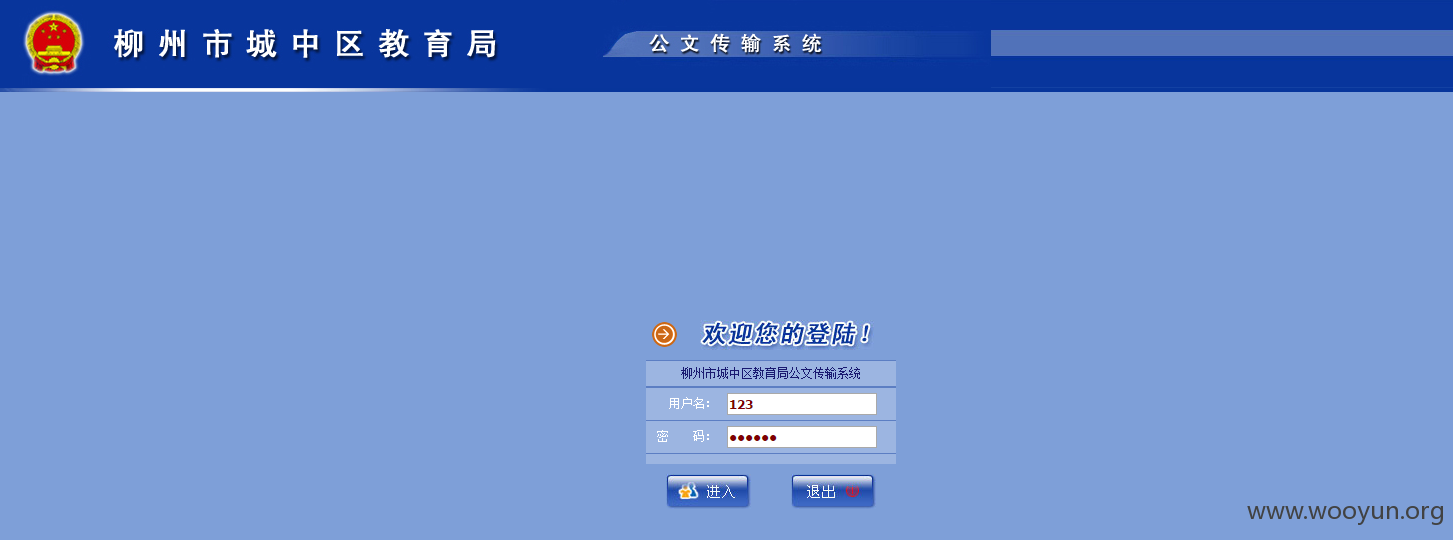 柳州市城中区教育局
公文传输系统
欢迎您的登陆!
柳州市城中区教育局公文传输系统
用户名: 123
密 码: ●●●●●●
进入 退出
www.wooyun.org